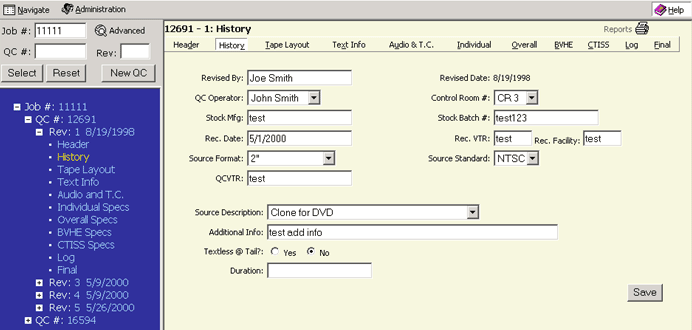 Navigate Administration Help
Job #: 11111 Advanced
QC #: Rev:
Select Reset New QC
Job #: 11111
QC #: 12691
Rev: 1 8/19/1998
Header
History
Tape Layout
Text Info
Audio and T.C.
Individual Specs
Overall Specs
BVHE Specs
CTISS Specs
Log
Final
Rev: 3 5/9/2000
Rev: 4 5/9/2000
Rev: 5 5/26/2000
QC #: 16594
12691 - 1: History Reports
Header History Tape Layout Text Info Audio & T.C. Individual Overall BVHE CTISS Log Final
Revised By: Joe Smith Revised Date: 8/19/1998
QC Operator: John Smith Control Room #: CR 3
Stock Mfg: test Stock Batch #: test123
Rec. Date: 5/1/2000 Rec. VTR: test Rec. Facility: test
Source Format: 2" Source Standard: NTSC
QCVTR: test
Source Description: Clone for DVD
Additional Info: test add info
Textless @ Tail?: Yes No
Duration:
Save